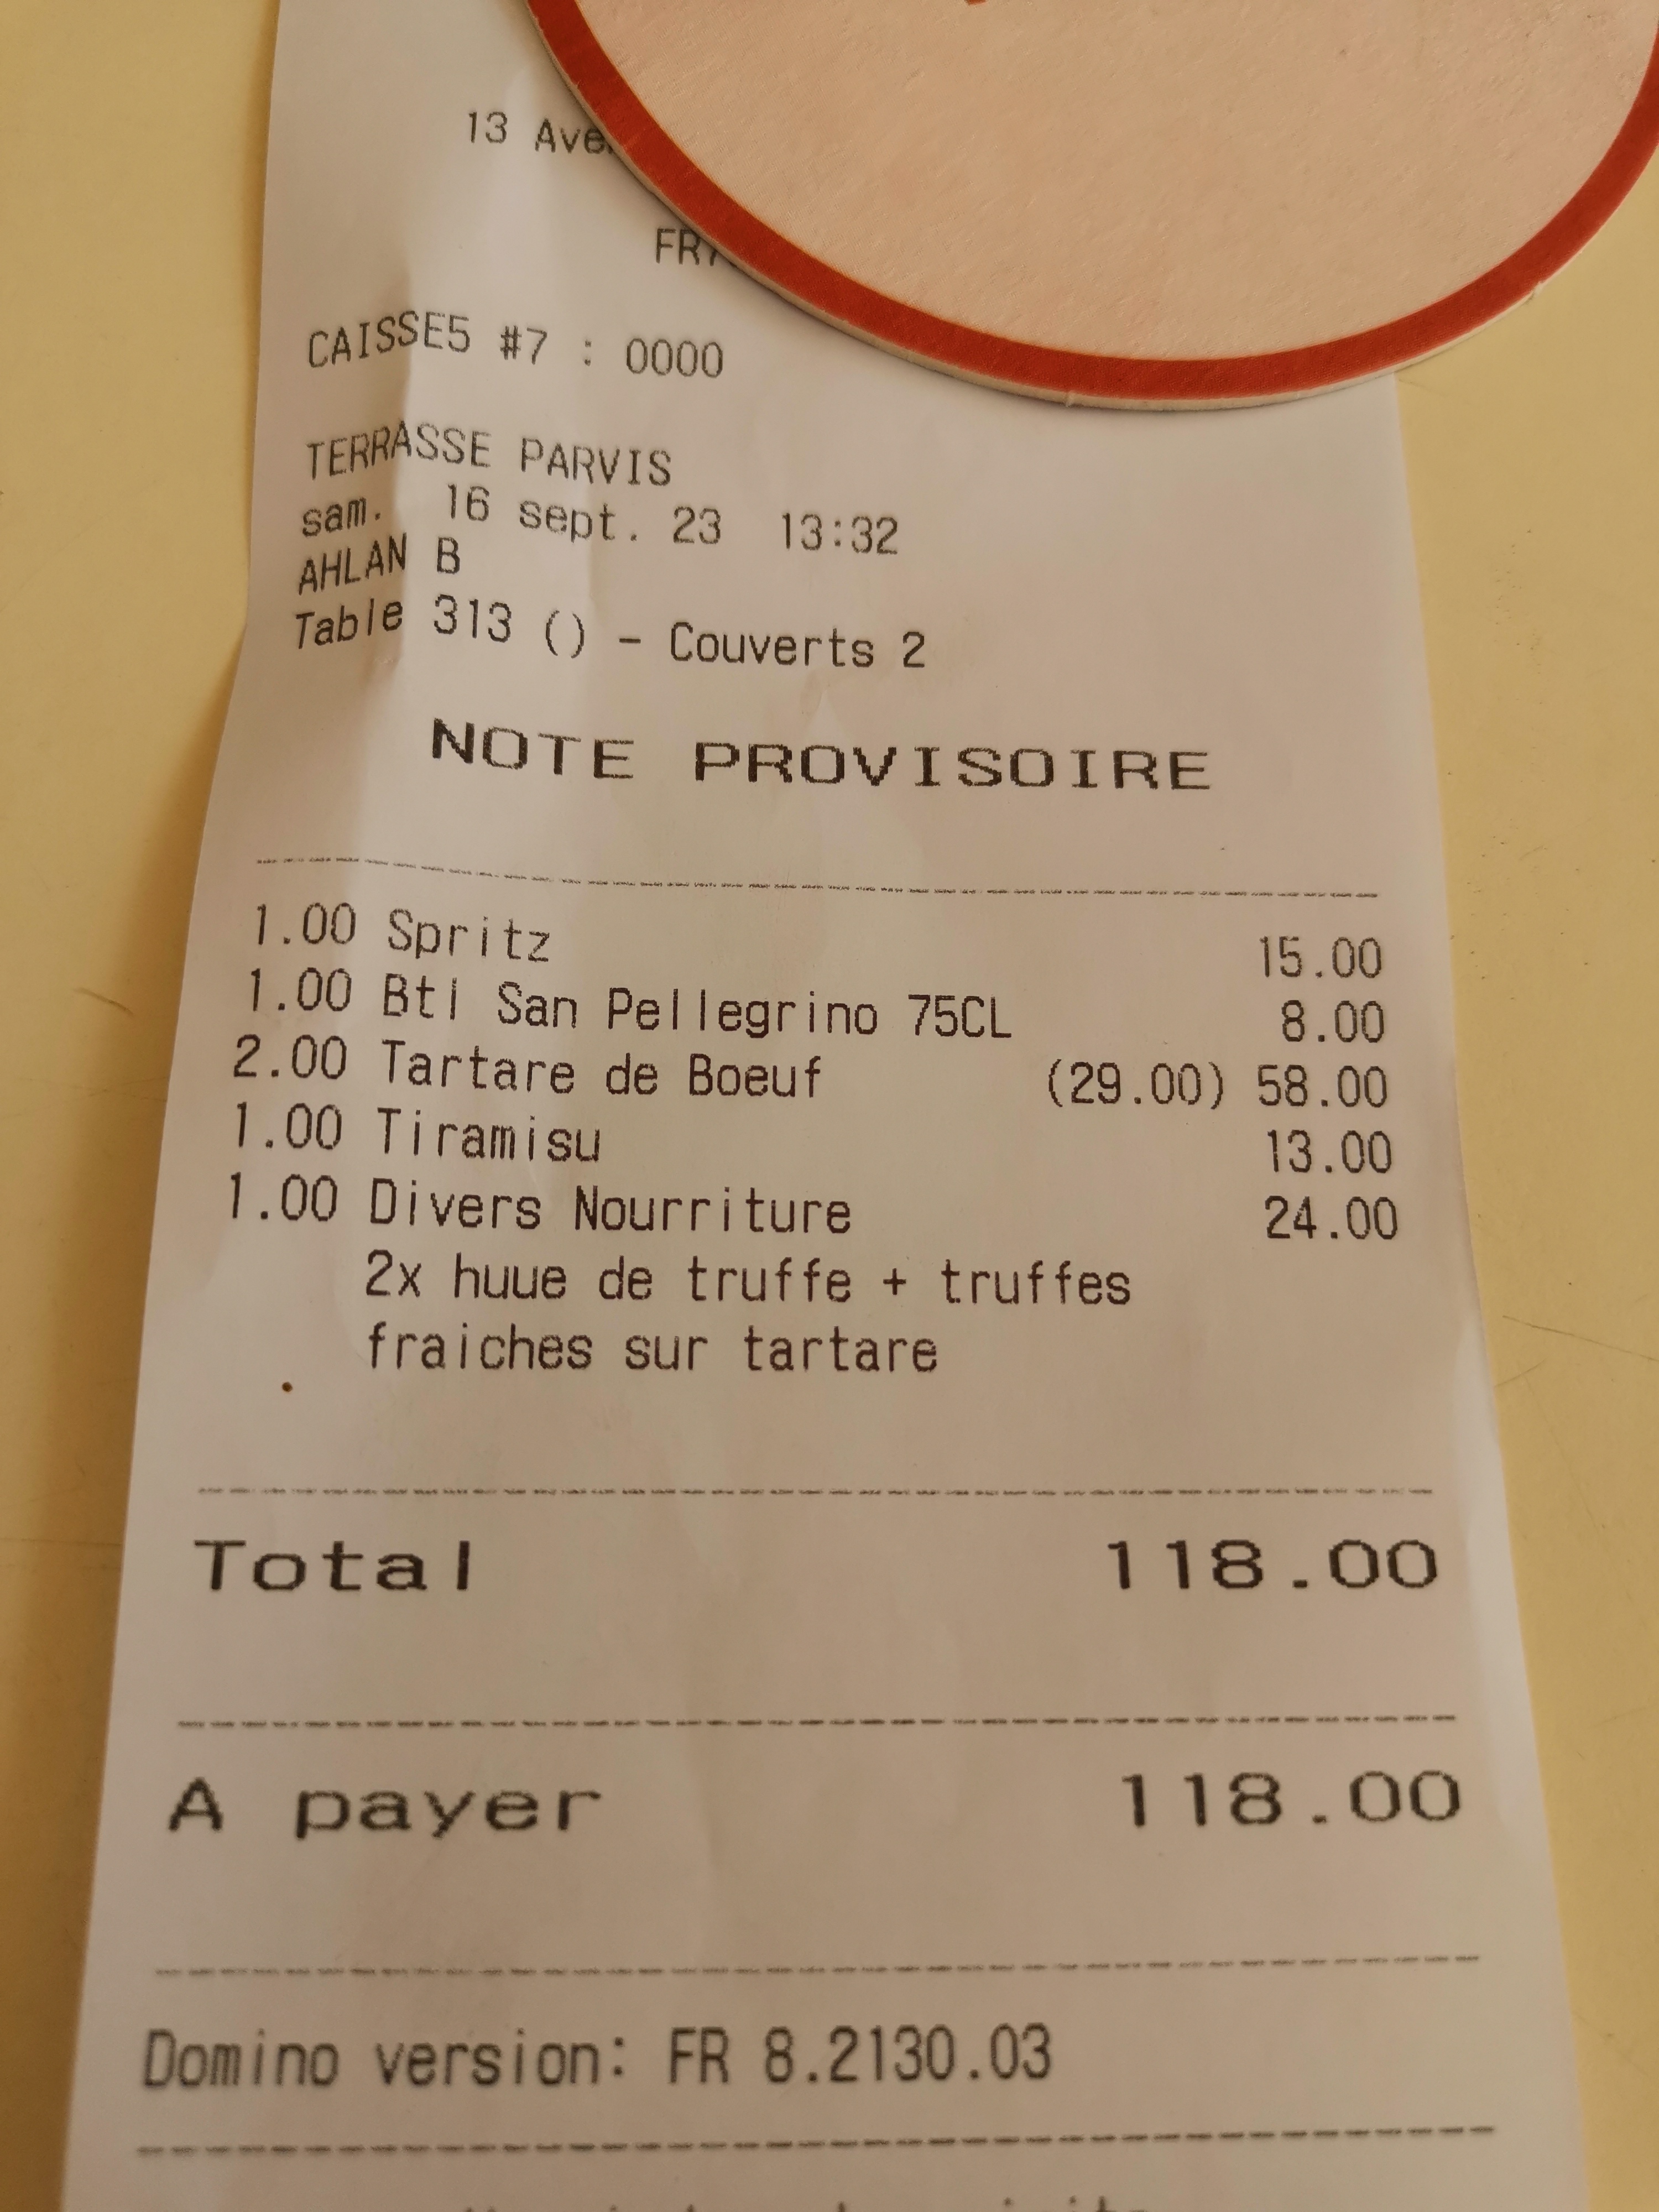 13
CAISSE5 #7 : 0000
TERRASSE PARVIS
sam. 16 sept. 23 13:32
AHLAN B
Table 313 () - Couverts 2
NOTE PROVISOIRE
1.00 Spritz 15.00
1.00 Btl San Pellegrino 75CL 8.00
2.00 Tartare de Boeuf (29.00) 58.00
1.00 Tiramisu 13.00
1.00 Divers Nourriture 24.00
2x huue de truffe + truffes
fraiches sur tartare
Total 118.00
A payer 118.00
Domino version: FR 8.2130.03